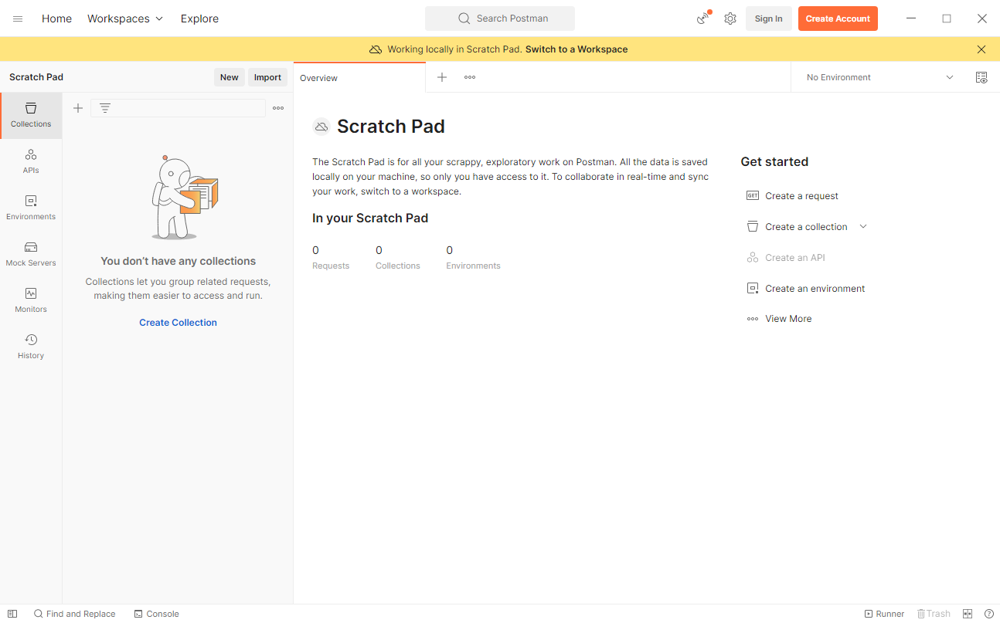 Home
Workspaces
Explore
Search Postman
Sign In
Create Account
Working locally in Scratch Pad. Switch to a Workspace
Scratch Pad
New
Import
Overview
No Environment
Collections
APIs
Environments
Mock Servers
Monitors
History
You don’t have any collections
Collections let you group related requests,
making them easier to access and run.
Create Collection
Scratch Pad
The Scratch Pad is for all your scrappy, exploratory work on Postman. All the data is saved
locally on your machine, so only you have access to it. To collaborate in real-time and sync
your work, switch to a workspace.
In your Scratch Pad
0
Requests
0
Collections
0
Environments
Get started
GET Create a request
Create a collection
Create an API
Create an environment
View More
Find and Replace
Console
Runner
Trash